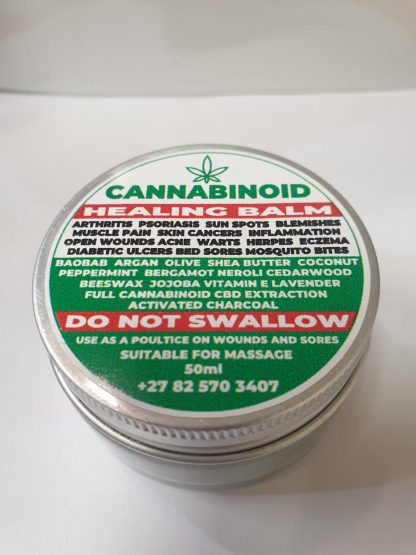 CANNABINOID
HEALING BALM
ARTHRITIS PSORIASIS SUN SPOTS BLEMISHES
MUSCLE PAIN SKIN CANCERS INFLAMMATION
OPEN WOUNDS ACNE WARTS HERPES ECZEMA
DIABETIC ULCERS BED SORES MOSQUITO BITES
BAOBAB ARGAN OLIVE SHEA BUTTER COCONUT
PEPPERMINT BERGAMOT NEROLI CEDARWOOD
BEESWAX JOJOBA VITAMIN E LAVENDER
FULL CANNABINOID CBD EXTRACTION
ACTIVATED CHARCOAL
DO NOT SWALLOW
USE AS A POULTICE ON WOUNDS AND SORES
SUITABLE FOR MASSAGE
50ml
+27 82 570 3407